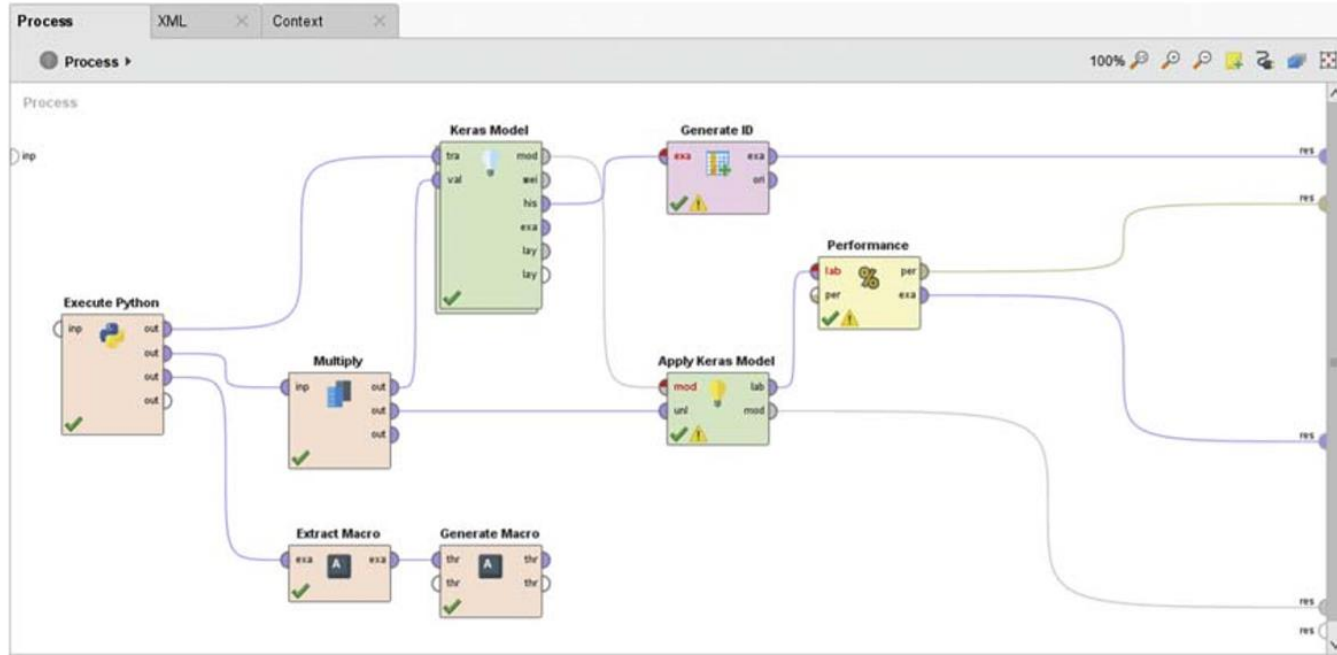 Process XML Context
Process
100%
Process
inp
Keras Model
tra mod
val wei
his
exa
lay
lay
Generate ID
exa exa
ori
res
res
Performance
lab per
per exa
Execute Python
inp out
out
out
out
Multiply
inp out
out
out
Apply Keras Model
mod lab
unl mod
res
Extract Macro
exa exa
A
Generate Macro
thr thr
thr thr
A
res
res